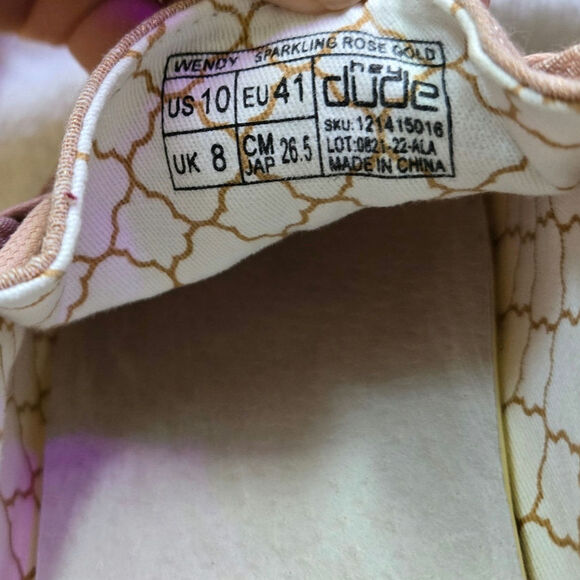 WENDY SPARKLING ROSE GOLD
US 10 EU 41 hey dude
UK 8 CM JAP 26.5
SKU:121415016
LOT:0821-22-ALA
MADE IN CHINA